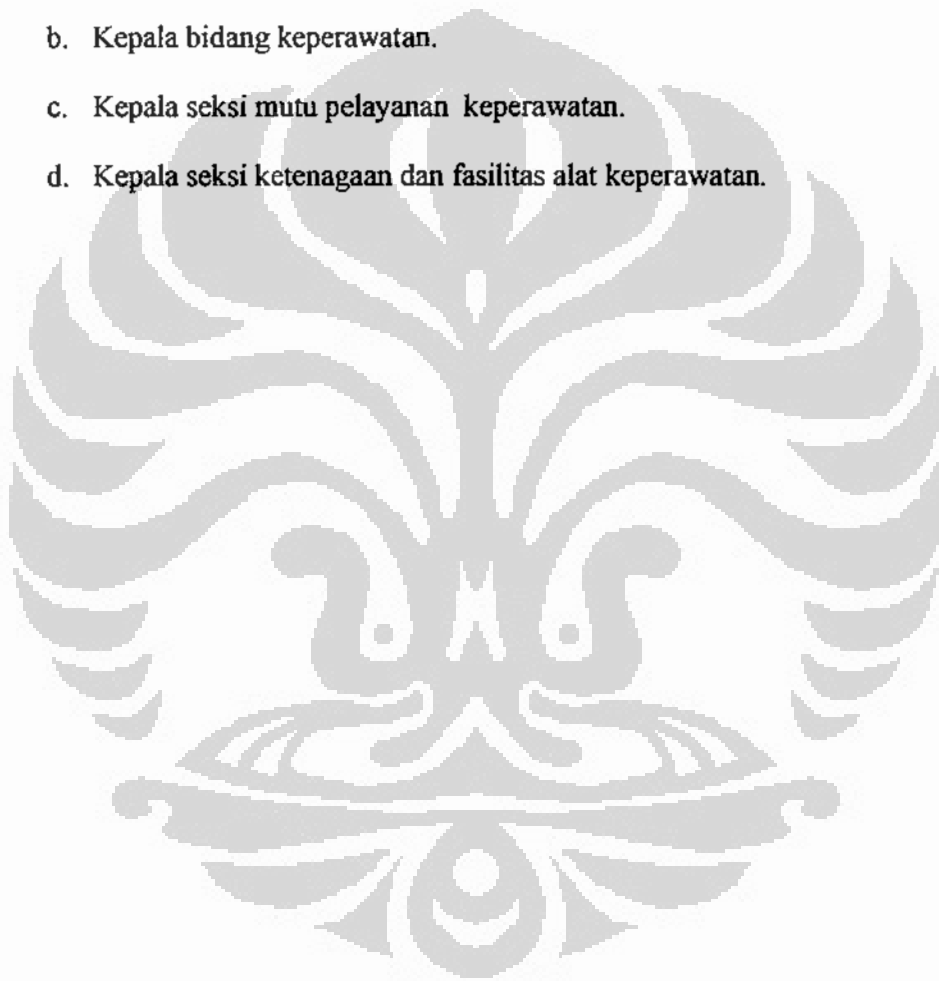 b. Kepala bidang keperawatan.
c. Kepala seksi mutu pelayanan keperawatan.
d. Kepala seksi ketenagaan dan fasilitas alat keperawatan.